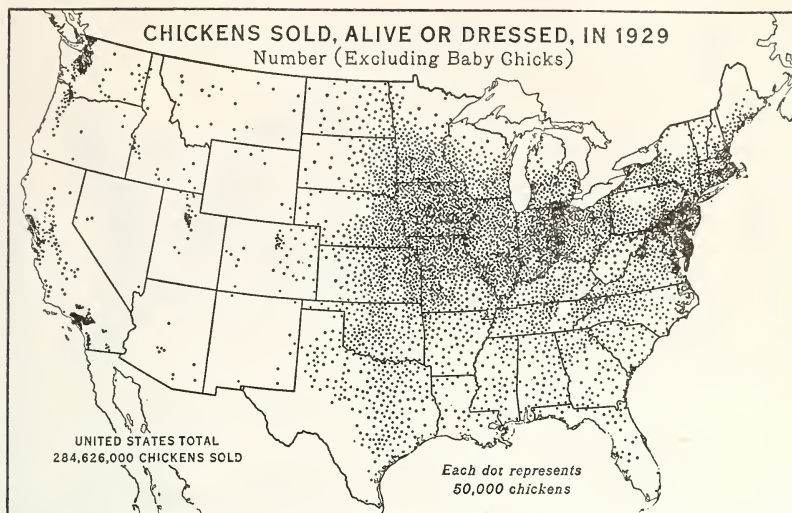 CHICKENS SOLD, ALIVE OR DRESSED, IN 1929
Number (Excluding Baby Chicks)
UNITED STATES TOTAL
284,626,000 CHICKENS SOLD
Each dot represents
50,000 chickens